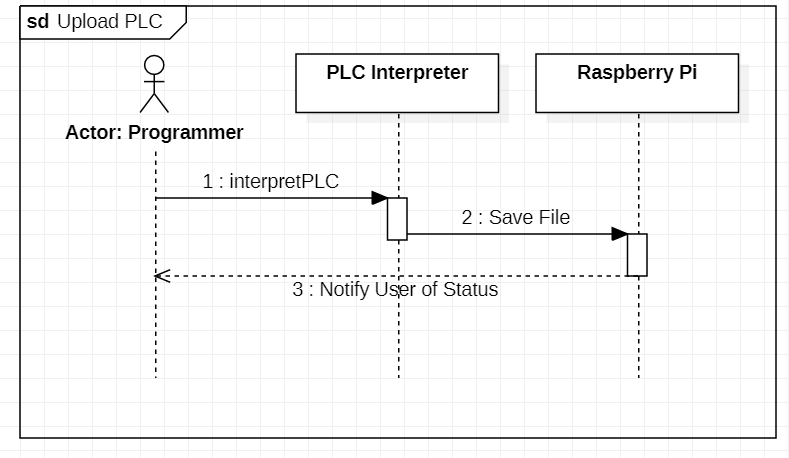 sd Upload PLC
PLC Interpreter
Raspberry Pi
Actor: Programmer
1 : interpretPLC
2 : Save File
3 : Notify User of Status